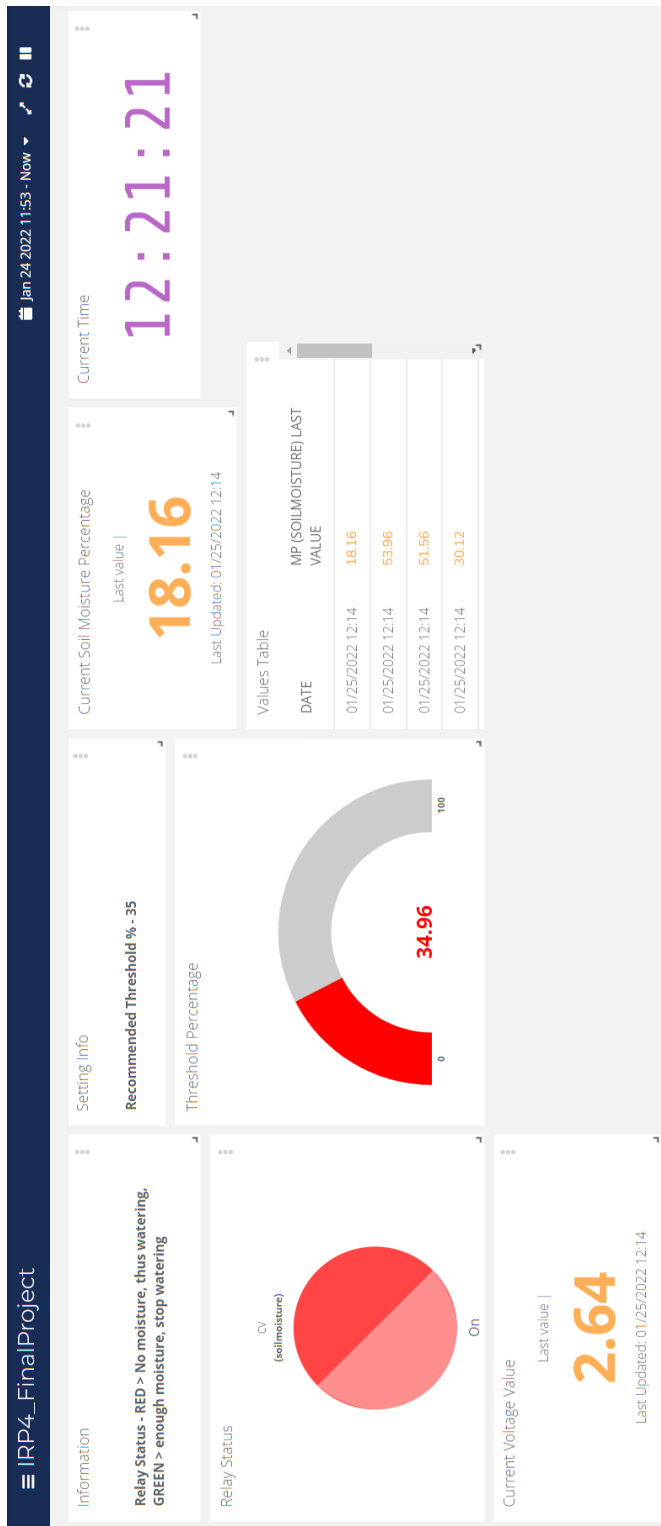 IRP4_FinalProject
Jan 24 2022 11:53 - Now
Information
Relay Status - RED > No moisture, thus watering,
GREEN > enough moisture, stop watering
Relay Status
CV
(soilmoisture)
On
Current Voltage Value
Last value |
2.64
Last Updated: 01/25/2022 12:14
Setting Info
Recommended Threshold % - 35
Threshold Percentage
34.96
0
100
Current Soil Moisture Percentage
Last value |
18.16
Last Updated: 01/25/2022 12:14
Values Table
DATE
MP (SOILMOISTURE) LAST
VALUE
01/25/2022 12:14 18.16
01/25/2022 12:14 53.96
01/25/2022 12:14 51.56
01/25/2022 12:14 30.12
Current Time
12:21:21